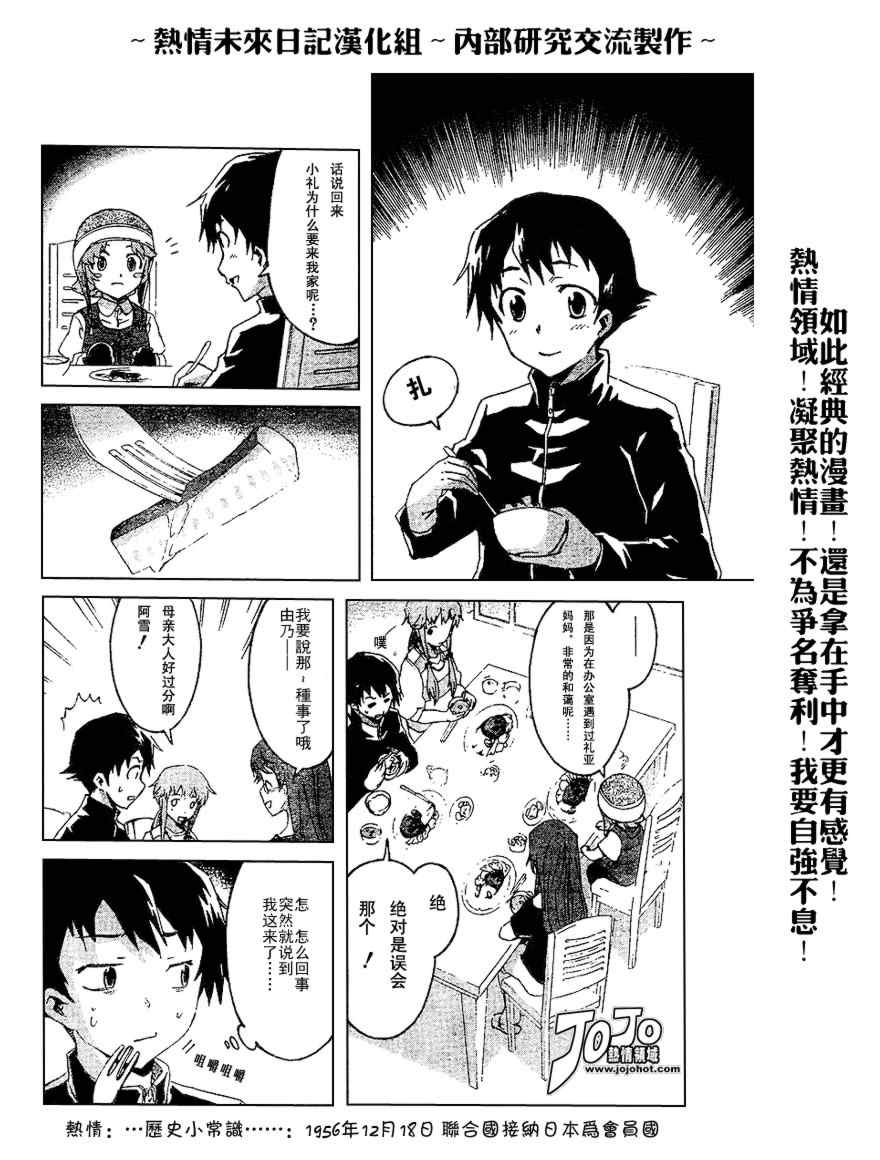 ~熱情未來日記漢化組~內部研究交流製作~
扎
话说回来
小礼为什么要来我家呢…?
——
那是因为在办公室遇到过礼亚
妈妈，非常的和蔼呢……
噗
绝
绝对是误会
那个！
我要說那~種事了哦
由乃——
母亲大人好过分啊
阿雪！
怎 怎么回事
突然就说到
我这来了……
咀嚼咀嚼
如此經典的漫畫！還是拿在手中才更有感覺！
熱情領域！凝聚熱情！不為爭名奪利！我要自強不息！
JOJO
熱情領域
www.jojohot.com
熱情：…歷史小常識……：1956年12月18日聯合國接納日本爲會員國